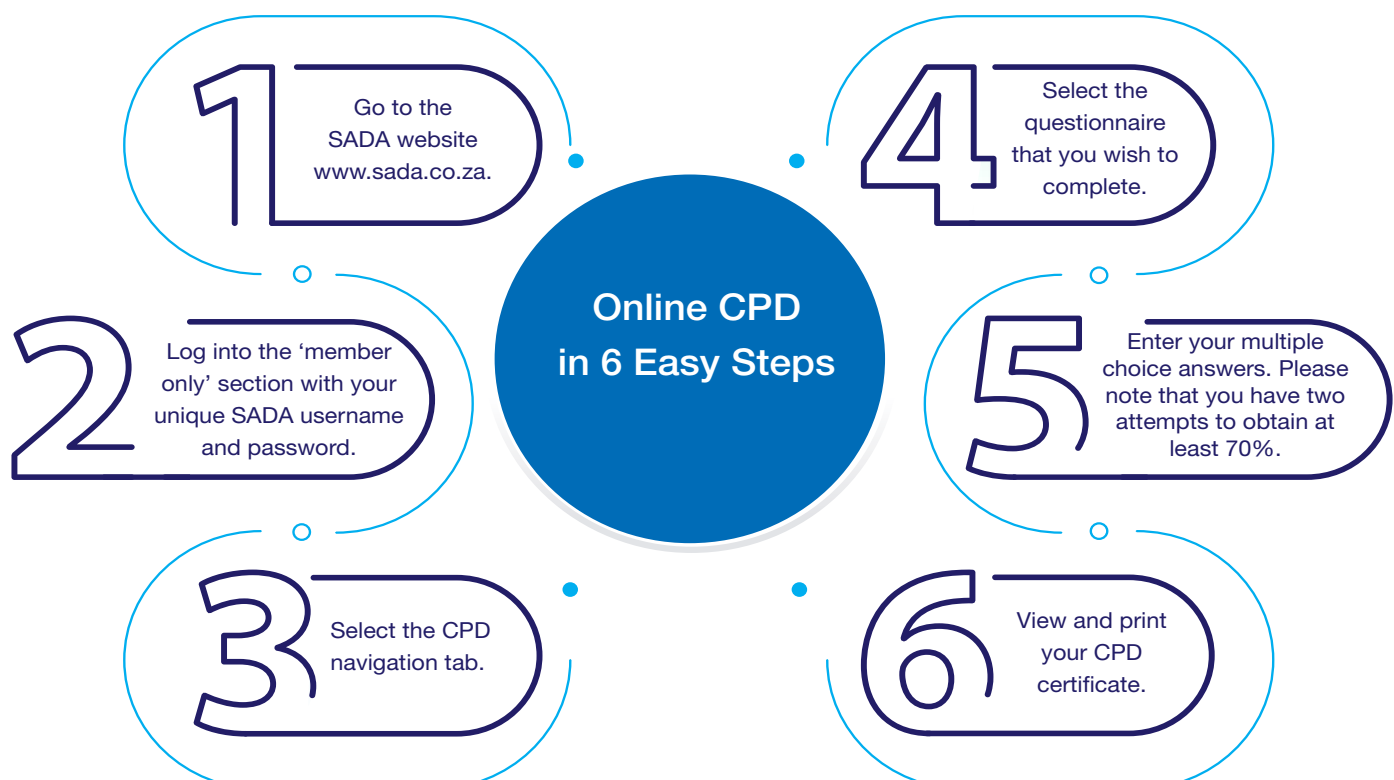 Online CPD
in 6 Easy Steps
1
Go to the
SADA website
www.sada.co.za.
2
Log into the ‘member
only’ section with your
unique SADA username
and password.
3
Select the CPD
navigation tab.
4
Select the
questionnaire
that you wish to
complete.
5
Enter your multiple
choice answers. Please
note that you have two
attempts to obtain at
least 70%.
6
View and print
your CPD
certificate.